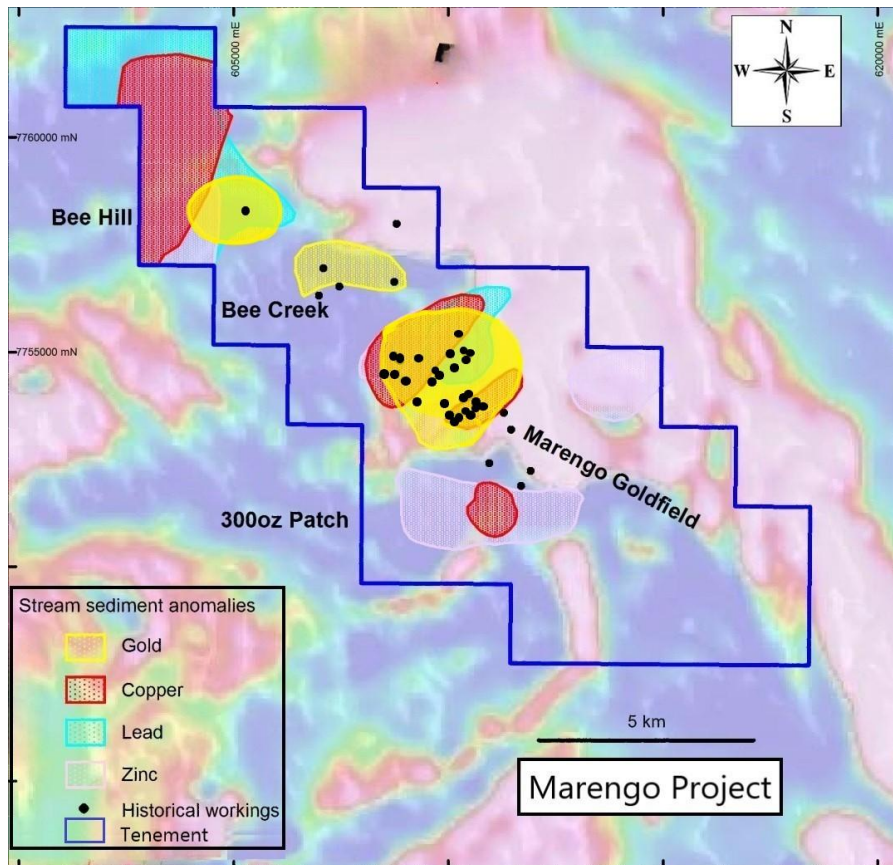 605000 mE
620000 mE
N
W E
S
7760000 mN
Bee Hill
Bee Creek
7755000 mN
Marengo Goldfield
300oz Patch
Stream sediment anomalies
Gold
Copper
Lead
Zinc
Historical workings
Tenement
5 km
Marengo Project